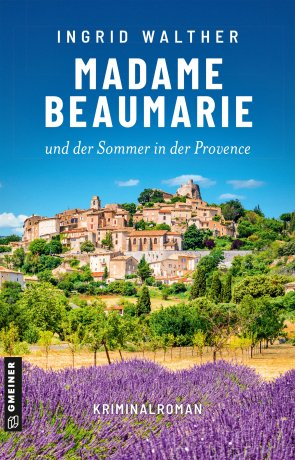 INGRID WALTHER
MADAME
BEAUMARIE
und der Sommer in der Provence
GMEINER
KRIMINALROMAN